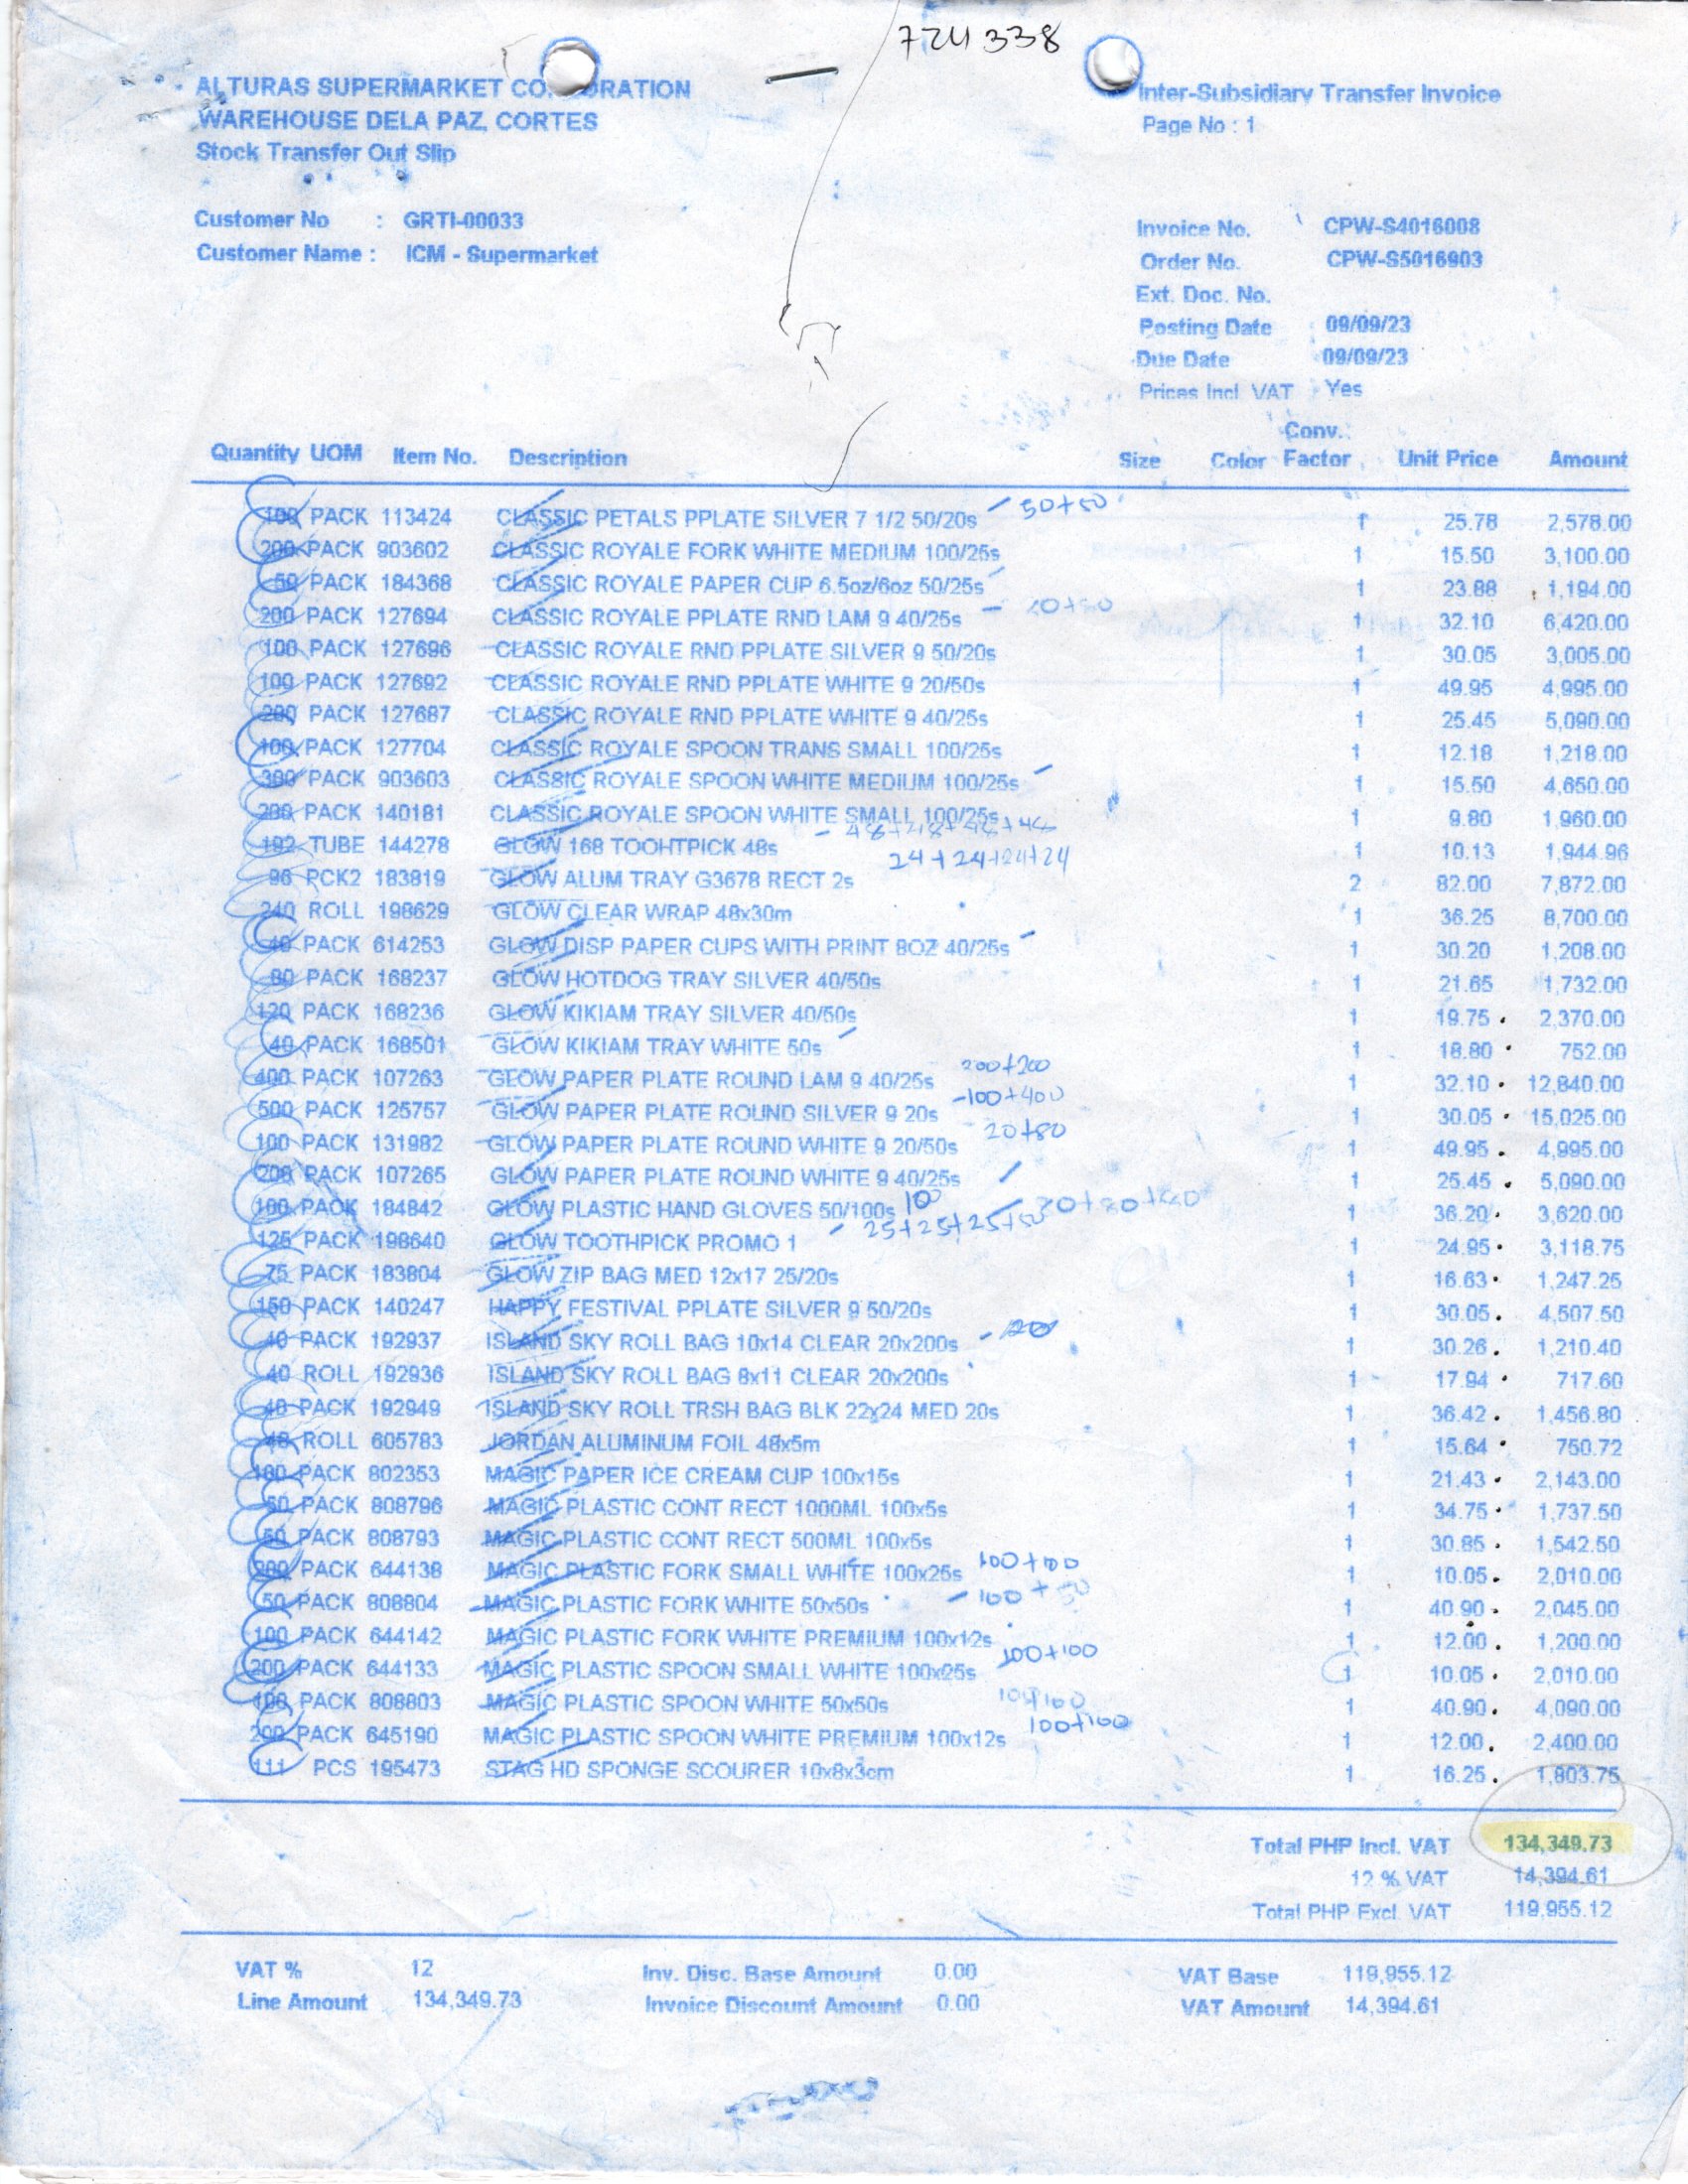 724338
ALTURAS SUPERMARKET CORPORATION
WAREHOUSE DELA PAZ, CORTES
Stock Transfer Out Slip
Inter-Subsidiary Transfer Invoice
Page No : 1
Customer No : GRTI-00033
Customer Name : ICM - Supermarket
Invoice No. CPW-S4016008
Order No. CPW-S5016903
Ext. Doc. No.
Posting Date 09/09/23
Due Date 09/09/23
Prices Incl. VAT Yes
Quantity UOM Item No. Description Size Color Conv. Factor Unit Price Amount
100 PACK 113424 CLASSIC PETALS PPLATE SILVER 7 1/2 50/20s - 50+50 1 25.78 2,578.00
200 PACK 903602 CLASSIC ROYALE FORK WHITE MEDIUM 100/25s 1 15.50 3,100.00
50 PACK 184368 CLASSIC ROYALE PAPER CUP 6.5oz/6oz 50/25s 1 23.88 1,194.00
200 PACK 127694 CLASSIC ROYALE PPLATE RND LAM 9 40/25s 1 32.10 6,420.00
100 PACK 127696 CLASSIC ROYALE RND PPLATE SILVER 9 50/20s 1 30.05 3,005.00
100 PACK 127692 CLASSIC ROYALE RND PPLATE WHITE 9 20/50s 1 49.95 4,995.00
200 PACK 127687 CLASSIC ROYALE RND PPLATE WHITE 9 40/25s 1 25.45 5,090.00
100 PACK 127704 CLASSIC ROYALE SPOON TRANS SMALL 100/25s 1 12.18 1,218.00
300 PACK 903603 CLASSIC ROYALE SPOON WHITE MEDIUM 100/25s 1 15.50 4,650.00
200 PACK 140181 CLASSIC ROYALE SPOON WHITE SMALL 100/25s 1 9.80 1,960.00
- 48+48+48+48
192 TUBE 144278 GLOW 168 TOOHTPICK 48s 1 10.13 1,944.96
24+24+24+24
96 PCK2 183819 GLOW ALUM TRAY G3678 RECT 2s 2 82.00 7,872.00
240 ROLL 198629 GLOW CLEAR WRAP 48x30m 1 36.25 8,700.00
40 PACK 614253 GLOW DISP PAPER CUPS WITH PRINT 8OZ 40/25s 1 30.20 1,208.00
80 PACK 168237 GLOW HOTDOG TRAY SILVER 40/50s 1 21.65 1,732.00
120 PACK 168236 GLOW KIKIAM TRAY SILVER 40/50s 1 19.75 2,370.00
40 PACK 168501 GLOW KIKIAM TRAY WHITE 50s 1 18.80 752.00
400 PACK 107263 GLOW PAPER PLATE ROUND LAM 9 40/25s 200+200 1 32.10 12,840.00
500 PACK 125757 GLOW PAPER PLATE ROUND SILVER 9 20s -100+400 1 30.05 15,025.00
100 PACK 131982 GLOW PAPER PLATE ROUND WHITE 9 20/50s 20+80 1 49.95 4,995.00
200 PACK 107265 GLOW PAPER PLATE ROUND WHITE 9 40/25s 1 25.45 5,090.00
100 PACK 184842 GLOW PLASTIC HAND GLOVES 50/100s 100 1 36.20 3,620.00
125 PACK 198640 GLOW TOOTHPICK PROMO 1 - 25+25+25+50 1 24.95 3,118.75
75 PACK 183804 GLOW ZIP BAG MED 12x17 25/20s 1 16.63 1,247.25
150 PACK 140247 HAPPY FESTIVAL PPLATE SILVER 9 50/20s 1 30.05 4,507.50
40 PACK 192937 ISLAND SKY ROLL BAG 10x14 CLEAR 20x200s 1 30.26 1,210.40
40 ROLL 192936 ISLAND SKY ROLL BAG 8x11 CLEAR 20x200s 1 17.94 717.60
40 PACK 192949 ISLAND SKY ROLL TRSH BAG BLK 22x24 MED 20s 1 36.42 1,456.80
48 ROLL 605783 JORDAN ALUMINUM FOIL 48x5m 1 15.64 750.72
100 PACK 802353 MAGIC PAPER ICE CREAM CUP 100x15s 1 21.43 2,143.00
50 PACK 808796 MAGIC PLASTIC CONT RECT 1000ML 100x5s 1 34.75 1,737.50
50 PACK 808793 MAGIC PLASTIC CONT RECT 500ML 100x5s 1 30.85 1,542.50
200 PACK 644138 MAGIC PLASTIC FORK SMALL WHITE 100x25s 100+100 1 10.05 2,010.00
50 PACK 808804 MAGIC PLASTIC FORK WHITE 50x50s - 100 + 50 1 40.90 2,045.00
100 PACK 644142 MAGIC PLASTIC FORK WHITE PREMIUM 100x12s 1 12.00 1,200.00
200 PACK 644133 MAGIC PLASTIC SPOON SMALL WHITE 100x25s 100+100 1 10.05 2,010.00
100 PACK 808803 MAGIC PLASTIC SPOON WHITE 50x50s 1 40.90 4,090.00
200 PACK 645190 MAGIC PLASTIC SPOON WHITE PREMIUM 100x12s 100+100 1 12.00 2,400.00
111 PCS 195473 STAG HD SPONGE SCOURER 10x8x3cm 1 16.25 1,803.75
Total PHP Incl. VAT 134,349.73
12 % VAT 14,394.61
Total PHP Excl. VAT 119,955.12
VAT % 12 Inv. Disc. Base Amount 0.00 VAT Base 119,955.12
Line Amount 134,349.73 Invoice Discount Amount 0.00 VAT Amount 14,394.61